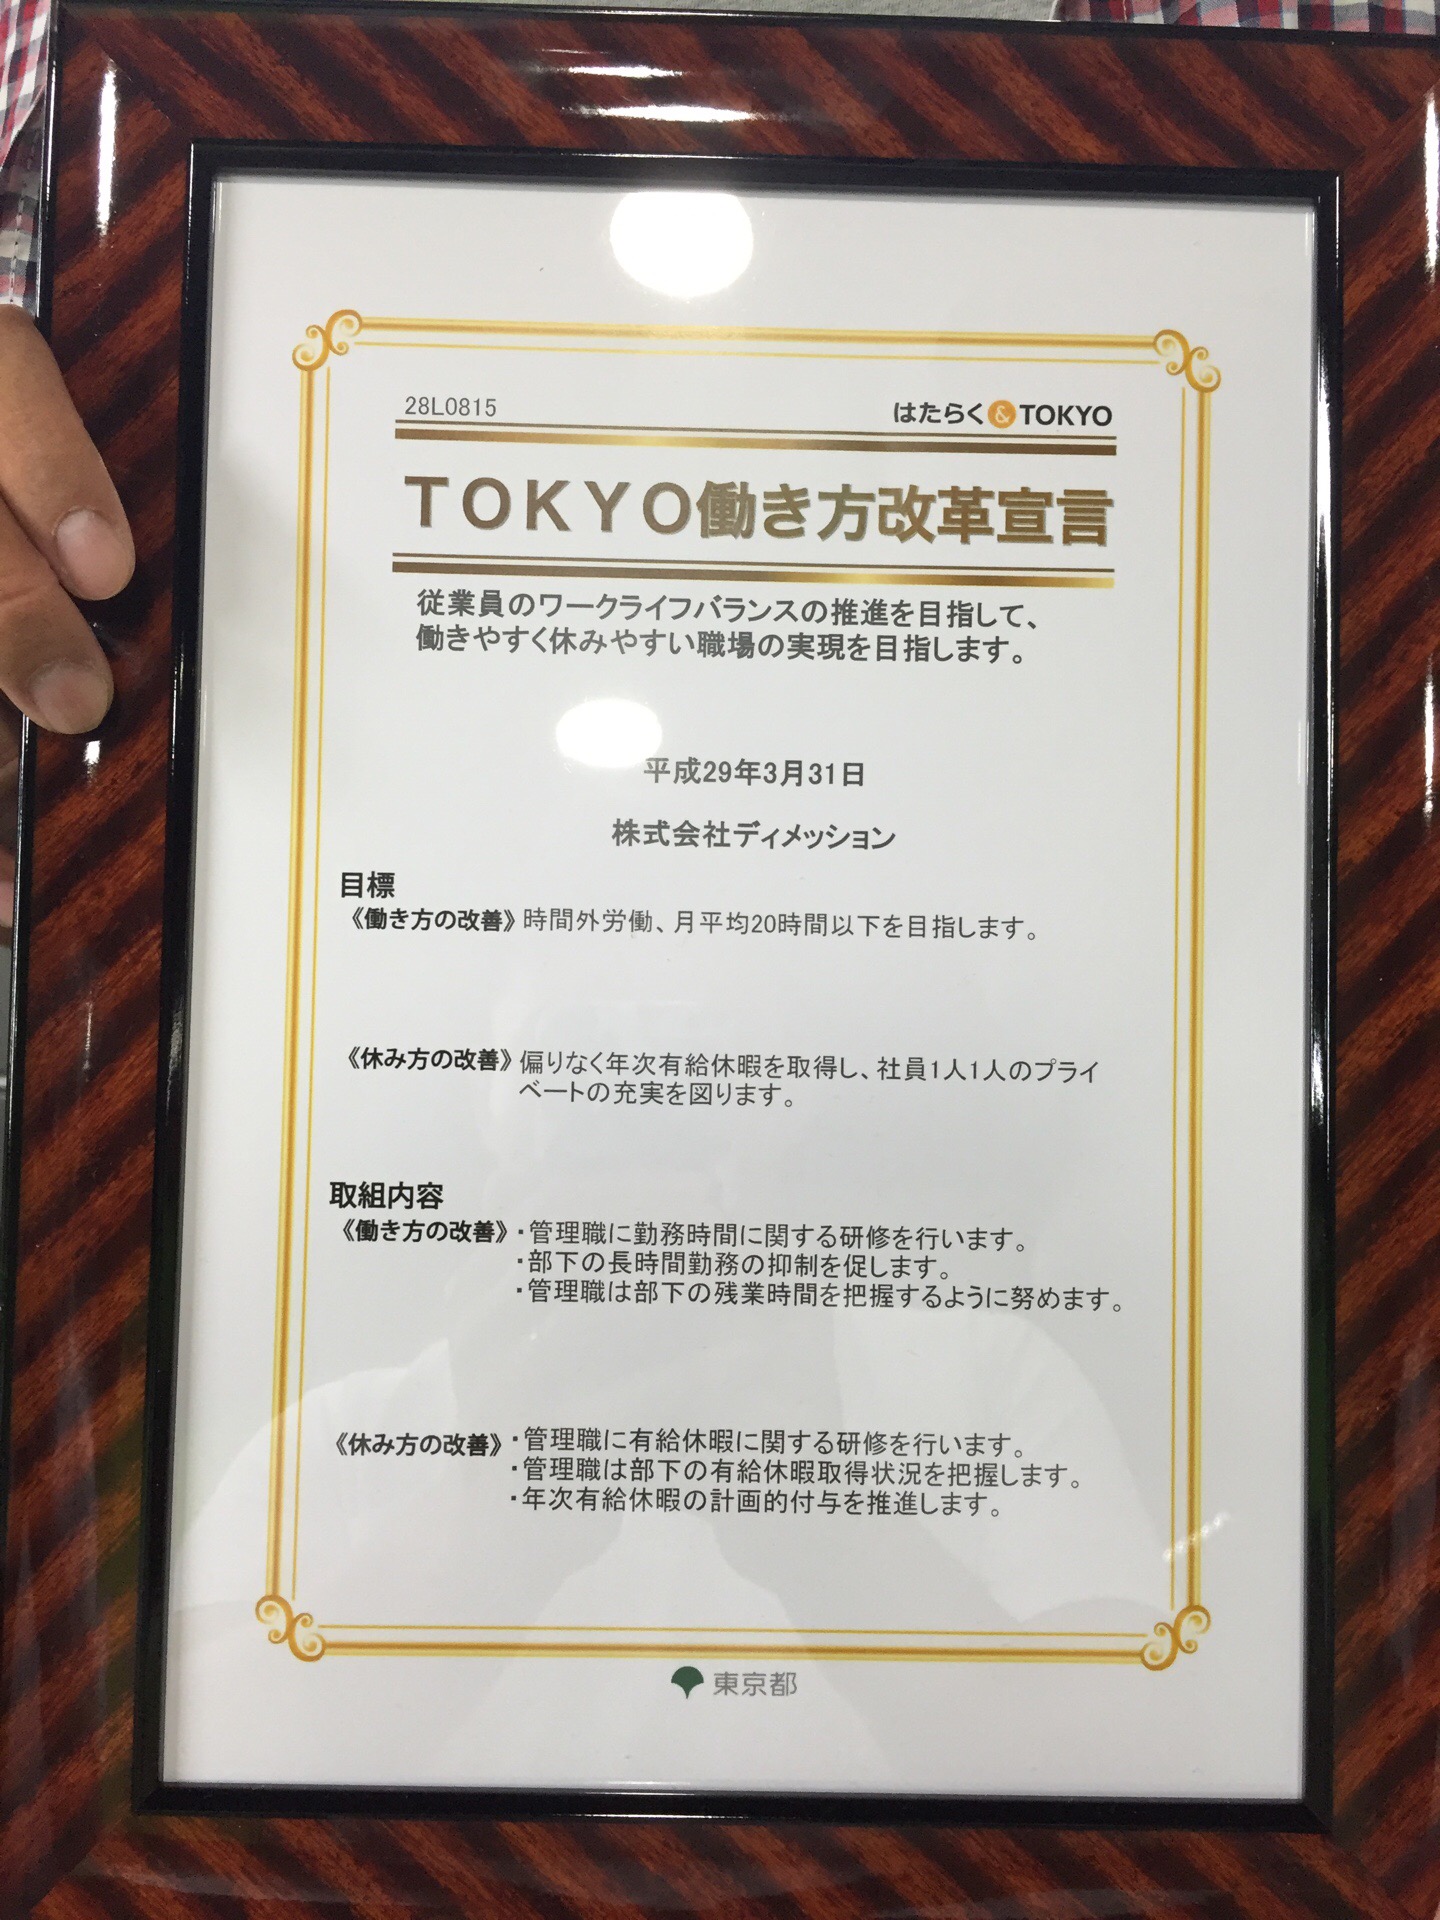 28L0815
はたらく&TOKYO
TOKYO働き方改革宣言
従業員のワークライフバランスの推進を目指して、
働きやすく休みやすい職場の実現を目指します。
平成29年3月31日
株式会社ディメッション
目標
《働き方の改善》時間外労働、月平均20時間以下を目指します。
《休み方の改善》偏りなく年次有給休暇を取得し、社員1人1人のプライ
ベートの充実を図ります。
取組内容
《働き方の改善》・管理職に勤務時間に関する研修を行います。
・部下の長時間勤務の抑制を促します。
・管理職は部下の残業時間を把握するように努めます。
《休み方の改善》・管理職に有給休暇に関する研修を行います。
・管理職は部下の有給休暇取得状況を把握します。
・年次有給休暇の計画的付与を推進します。
東京都